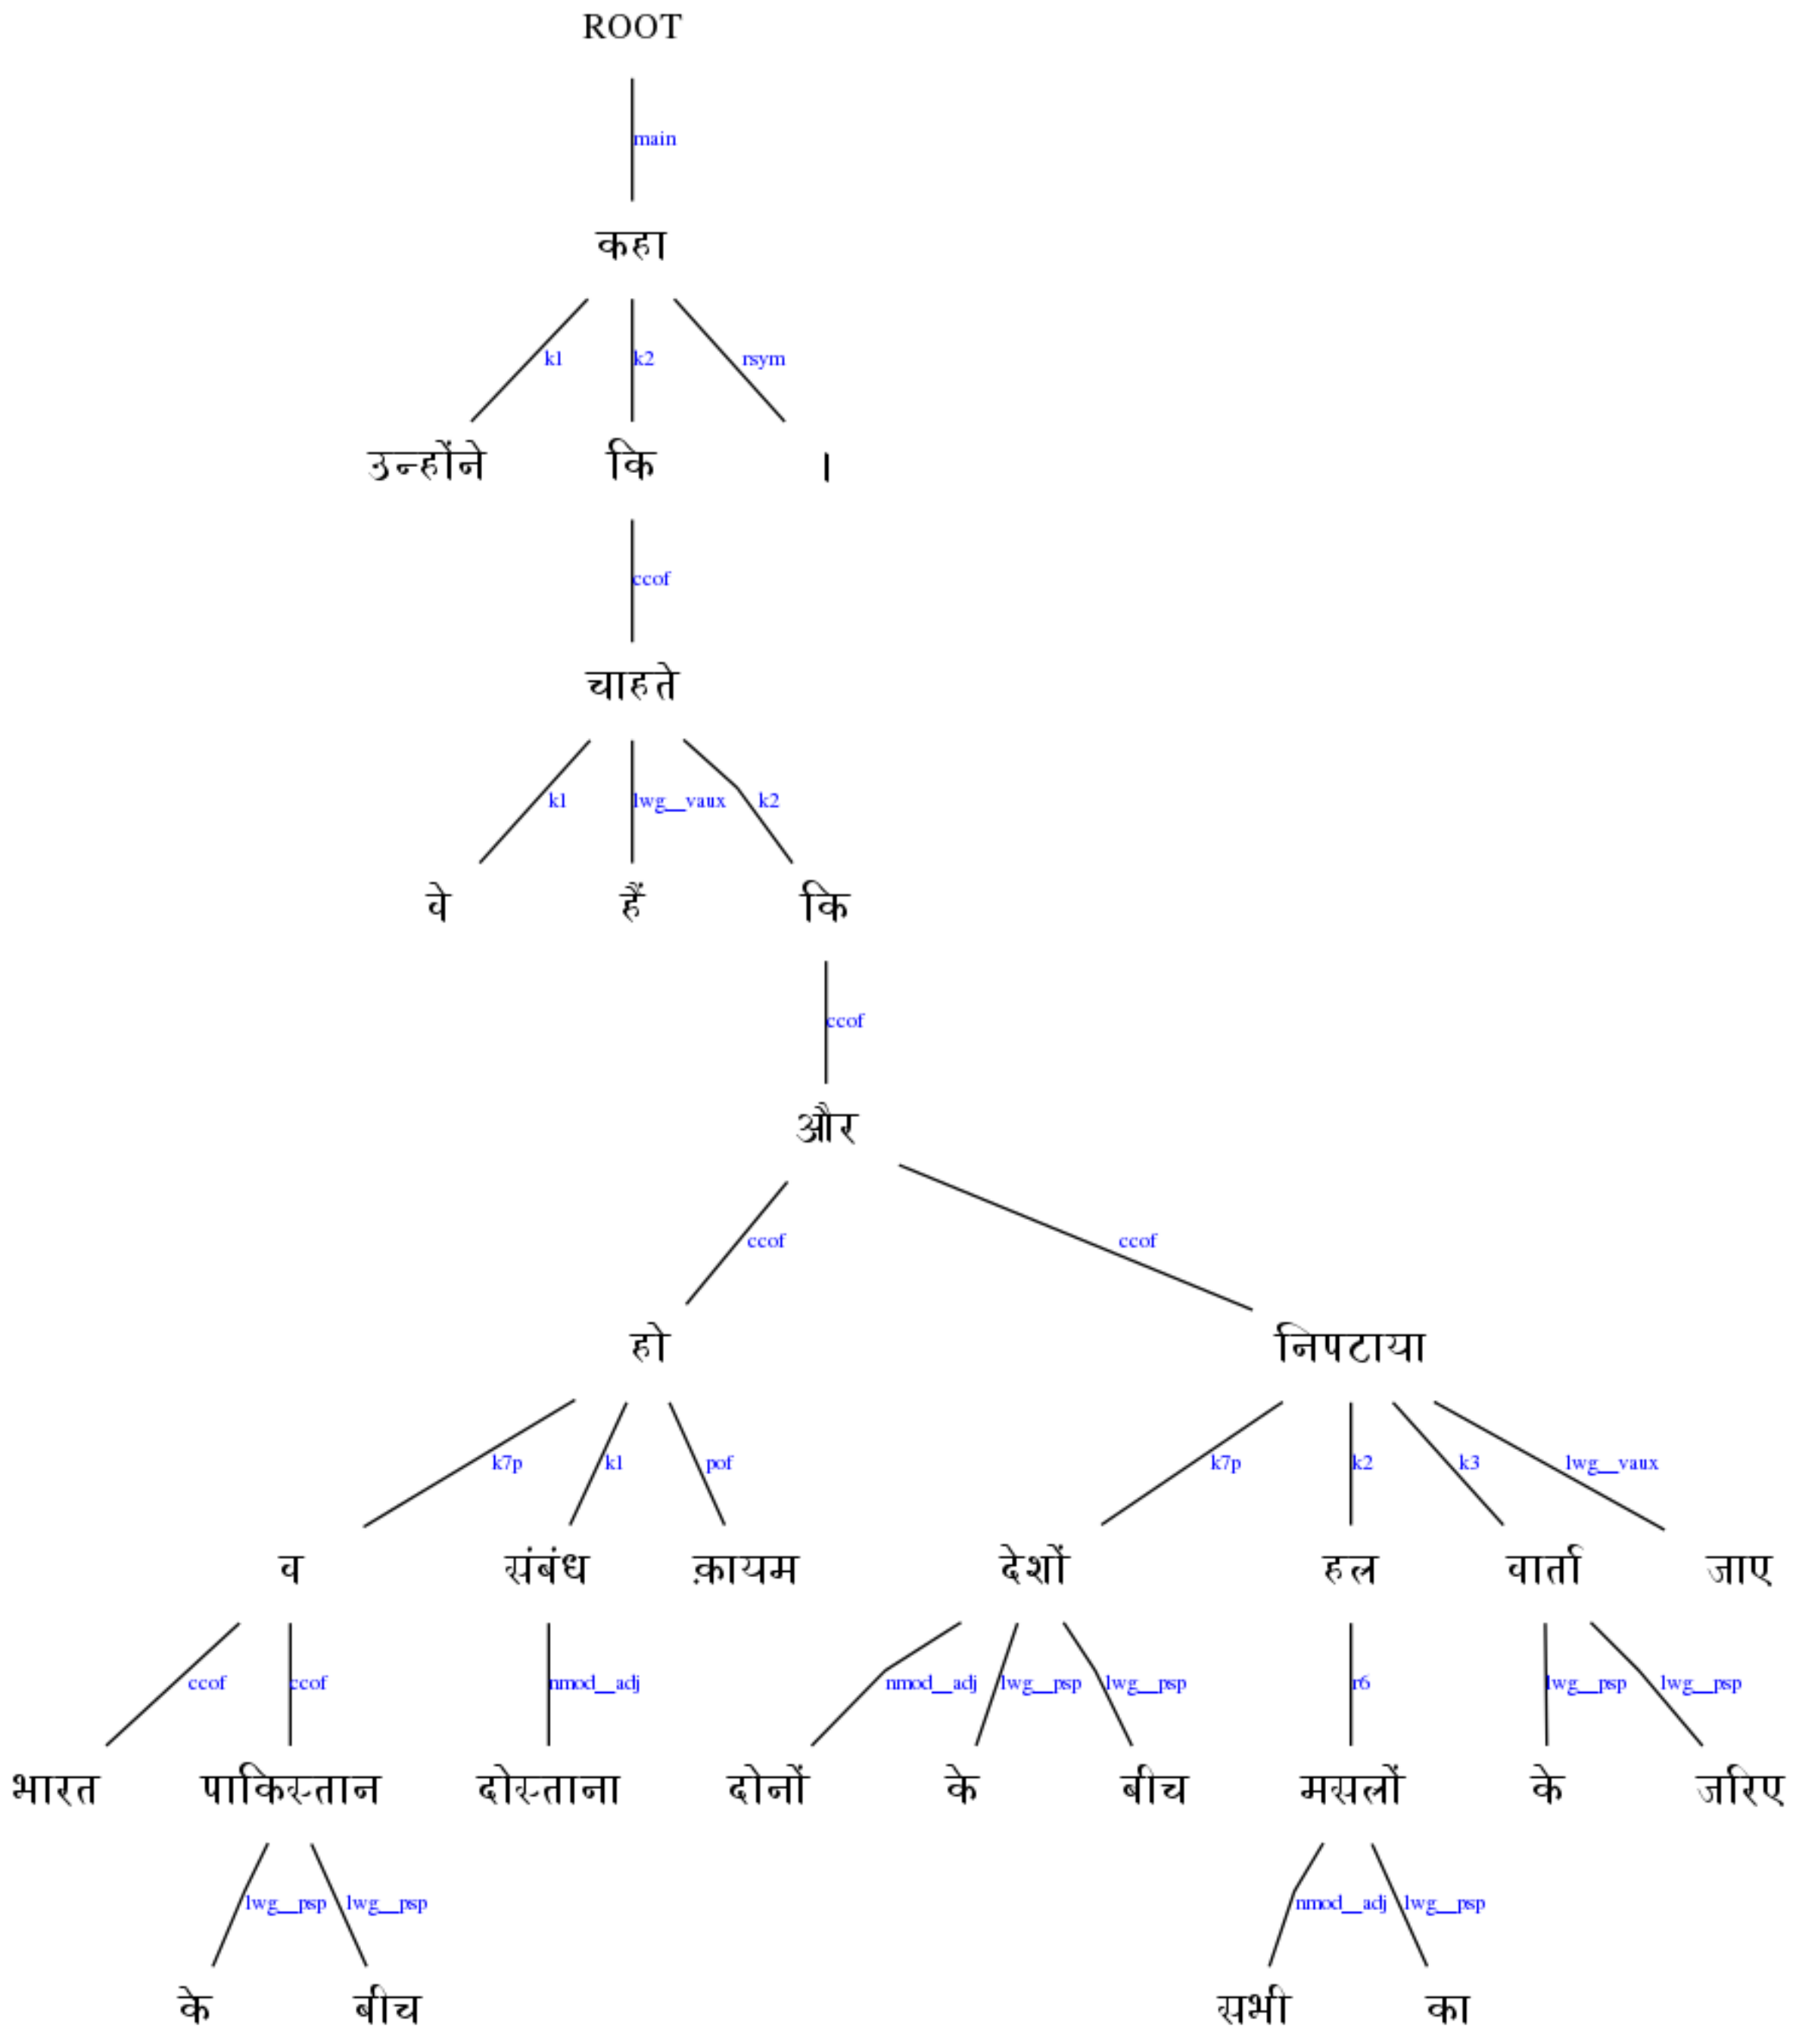 ROOT
main
कहा
k1 k2 rsym
उन्होंने कि ।
ccof
चाहते
k1 lwg__vaux k2
वे हैं कि
ccof
और
ccof ccof
हो निपटाया
k7p k1 pof k7p k2 k3 lwg__vaux
व संबंध क़ायम देशों हल वार्ता जाए
ccof ccof nmod__adj nmod__adj lwg__psp lwg__psp r6 lwg__psp lwg__psp
भारत पाकिस्तान दोस्ताना दोनों के बीच मसलों के जरिए
lwg__psp lwg__psp nmod__adj lwg__psp
के बीच सभी का